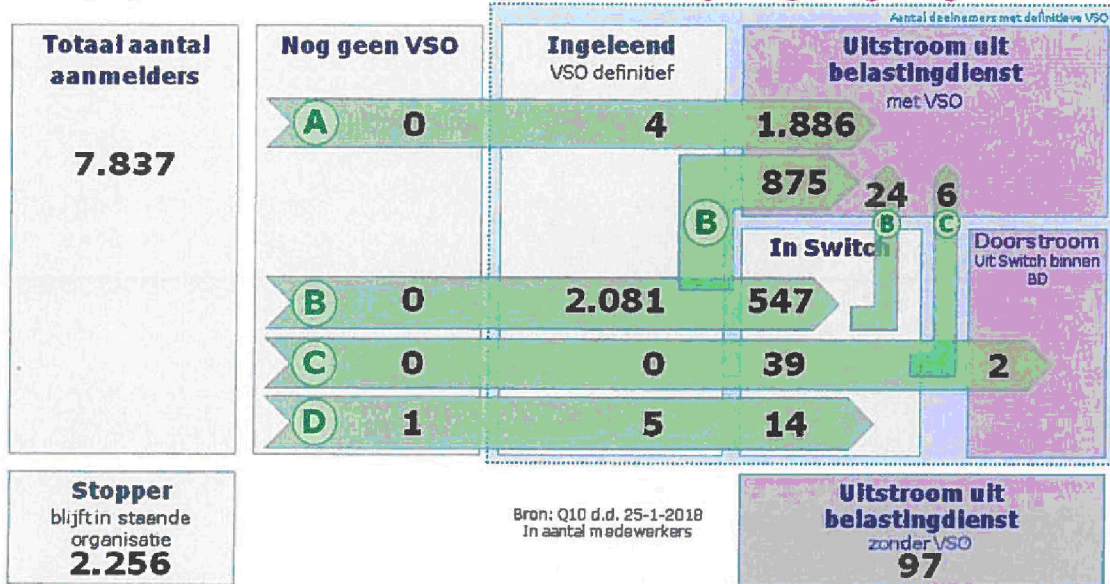 Aantal deelnemers met definitieve VSO
Totaal aantal
aanmelders
7.837
Nog geen VSO
Ingeleend
VSO definitief
Uitstroom uit
belastingdienst
met VSO
A 0 4 1.886
875
24 6
B
B C
In Switch
Doorstroom
Uit Switch binnen
BD
B 0 2.081 547
C 0 0 39 2
D 1 5 14
Stopper
blijft in staande
organisatie
2.256
Bron: Q10 d.d. 25-1-2018
In aantal medewerkers
Uitstroom uit
belastingdienst
zonder VSO
97